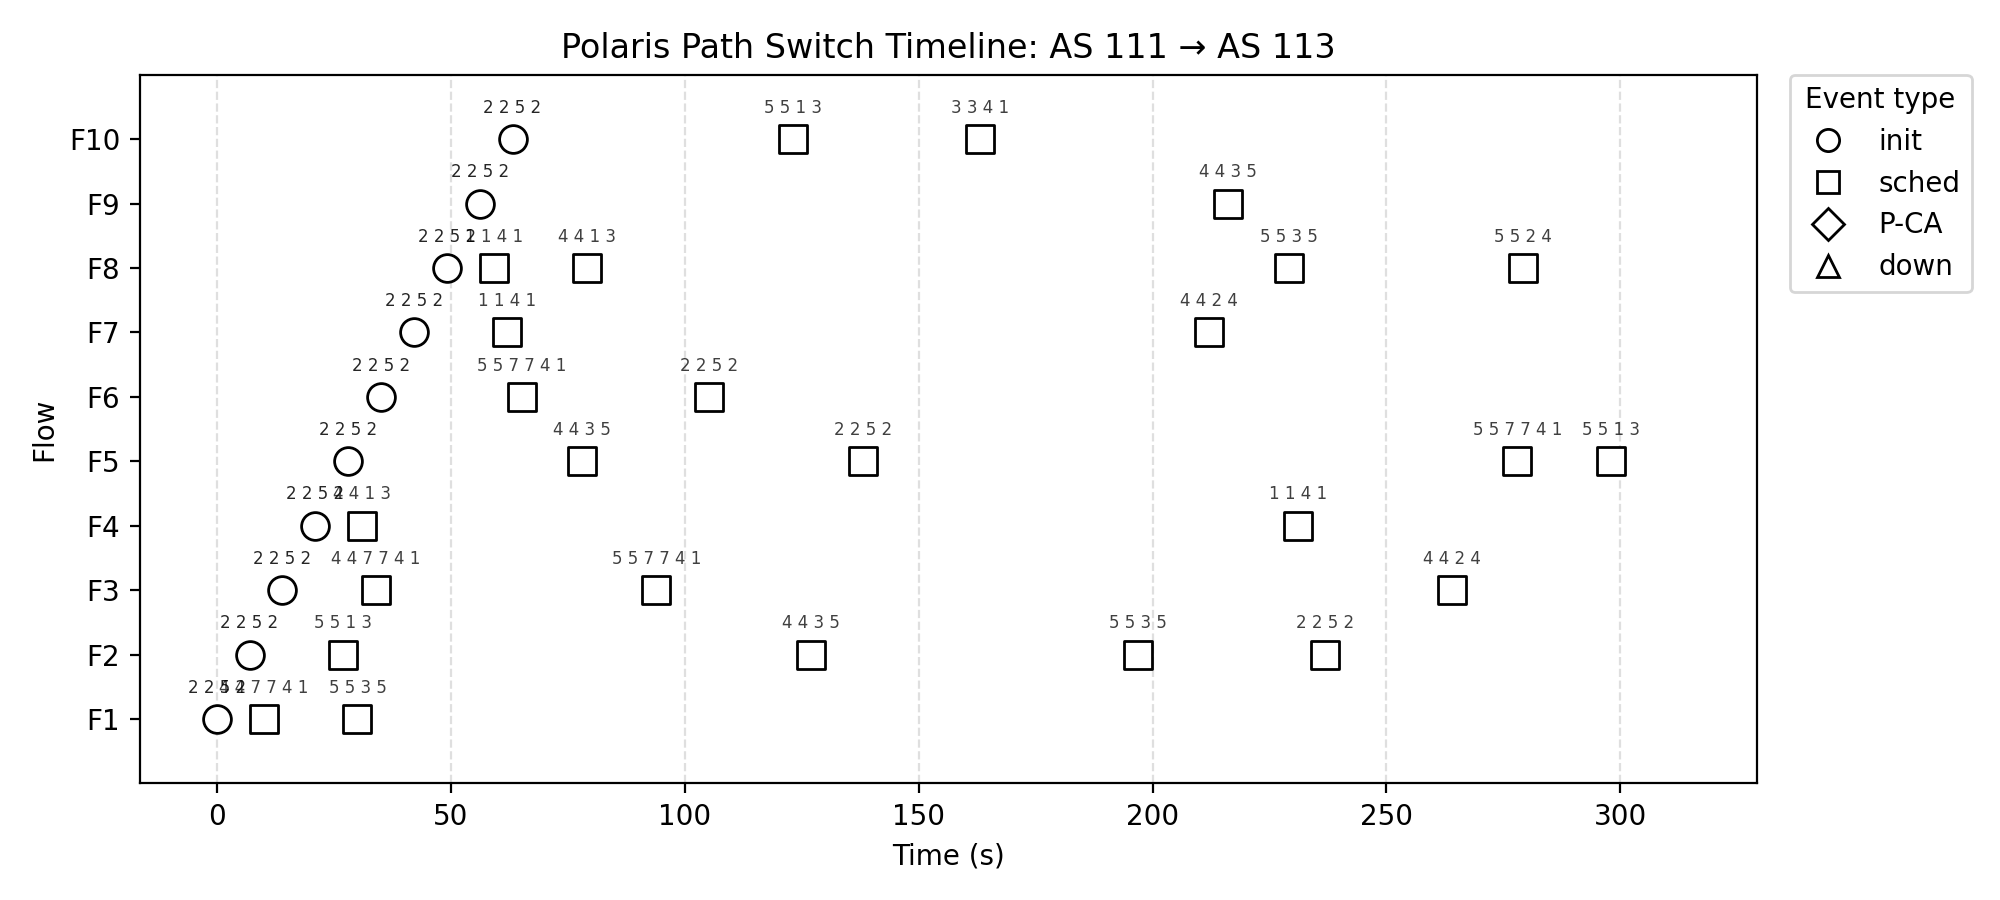 Polaris Path Switch Timeline: AS 111 → AS 113
Event type
init
sched
P-CA
down
Flow
F10
2 2 5 2
5 5 1 3
3 3 4 1
F9
2 2 5 2
4 4 3 5
F8
2 2 5
1 4 1
4 4 1 3
5 5 3 5
5 5 2 4
F7
2 2 5 2
1 1 4 1
4 4 2 4
F6
2 2 5 2
5 5 7 7 4 1
2 2 5 2
F5
2 2 5 2
4 4 3 5
2 2 5 2
5 5 7 7 4 1
5 5 1 3
F4
2 2 5
4 1 3
1 1 4 1
F3
2 2 5 2
4 4 7 7 4 1
5 5 7 7 4 1
4 4 2 4
F2
2 2 5 2
5 5 1 3
4 4 3 5
5 5 3 5
2 2 5 2
F1
2 2
7 7 4 1
5 5 3 5
0 50 100 150 200 250 300
Time (s)